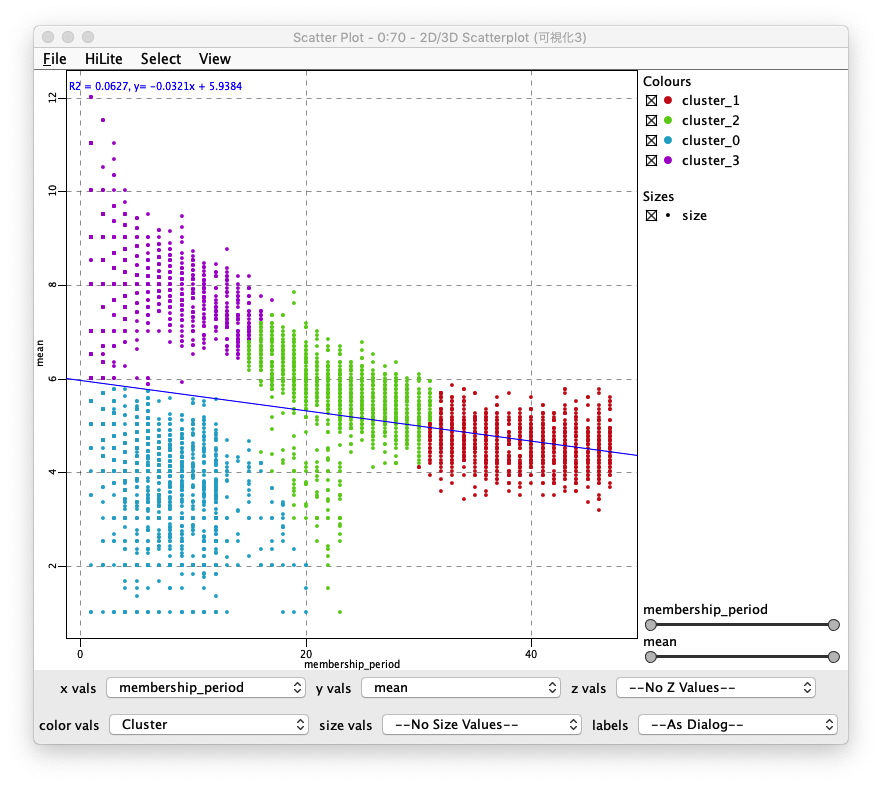 Scatter Plot - 0:70 - 2D/3D Scatterplot (可視化3)
File HiLite Select View
R2 = 0.0627, y= -0.0321x + 5.9384
12
10
8
6
4
2
mean
0 20 40
membership_period
Colours
cluster_1
cluster_2
cluster_0
cluster_3
Sizes
size
membership_period
mean
x vals membership_period y vals mean z vals --No Z Values--
color vals Cluster size vals --No Size Values-- labels --As Dialog--